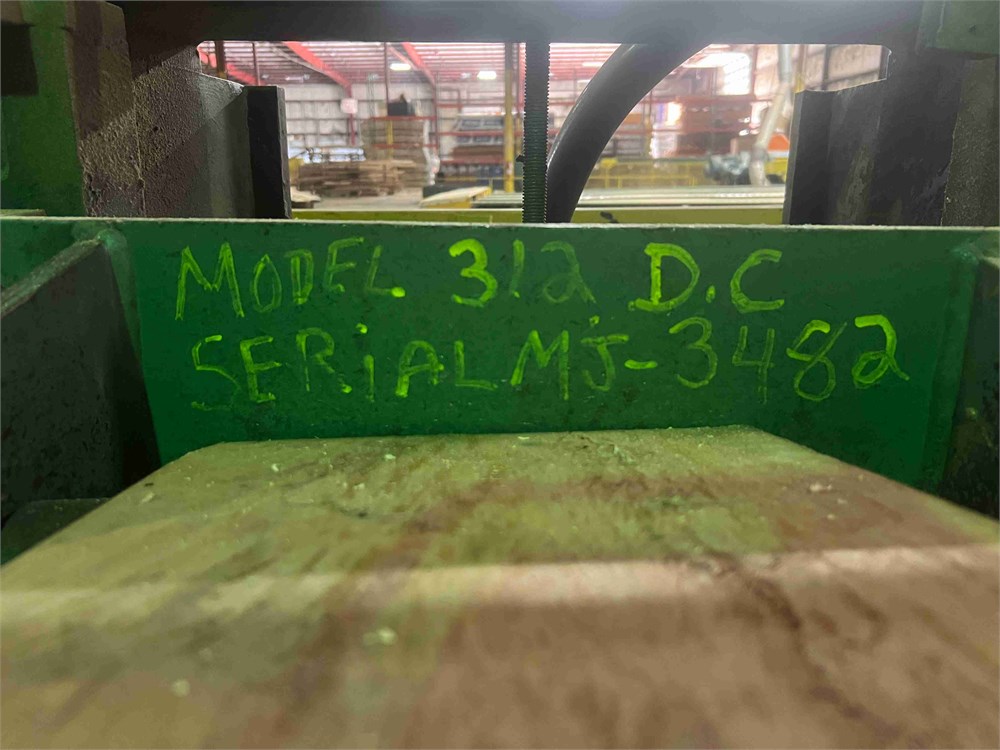 MODEL. 312 D.C
SERIAL MJ-3482